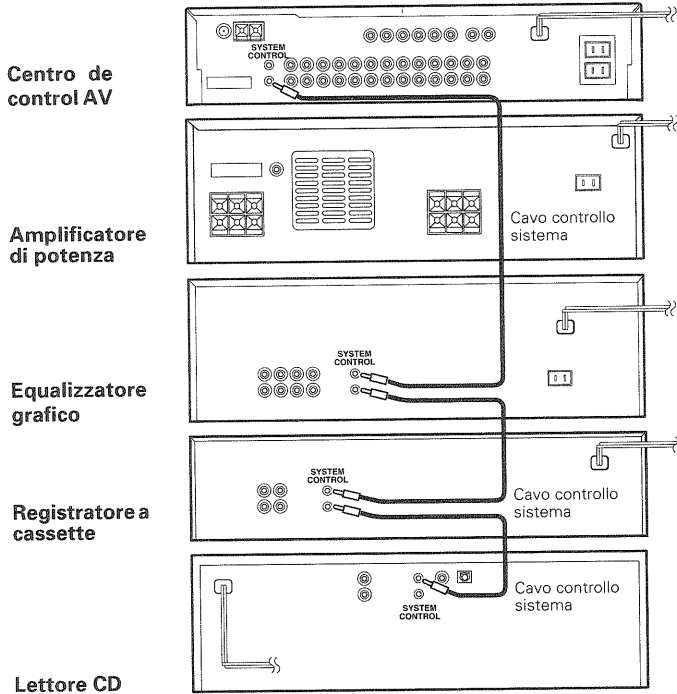 SYSTEM
CONTROL
Centro de
control AV
Amplificatore
di potenza
Cavo controllo
sistema
SYSTEM
CONTROL
Equalizzatore
grafico
SYSTEM
CONTROL
Registratore a
cassette
Cavo controllo
sistema
SYSTEM
CONTROL
Cavo controllo
sistema
Lettore CD